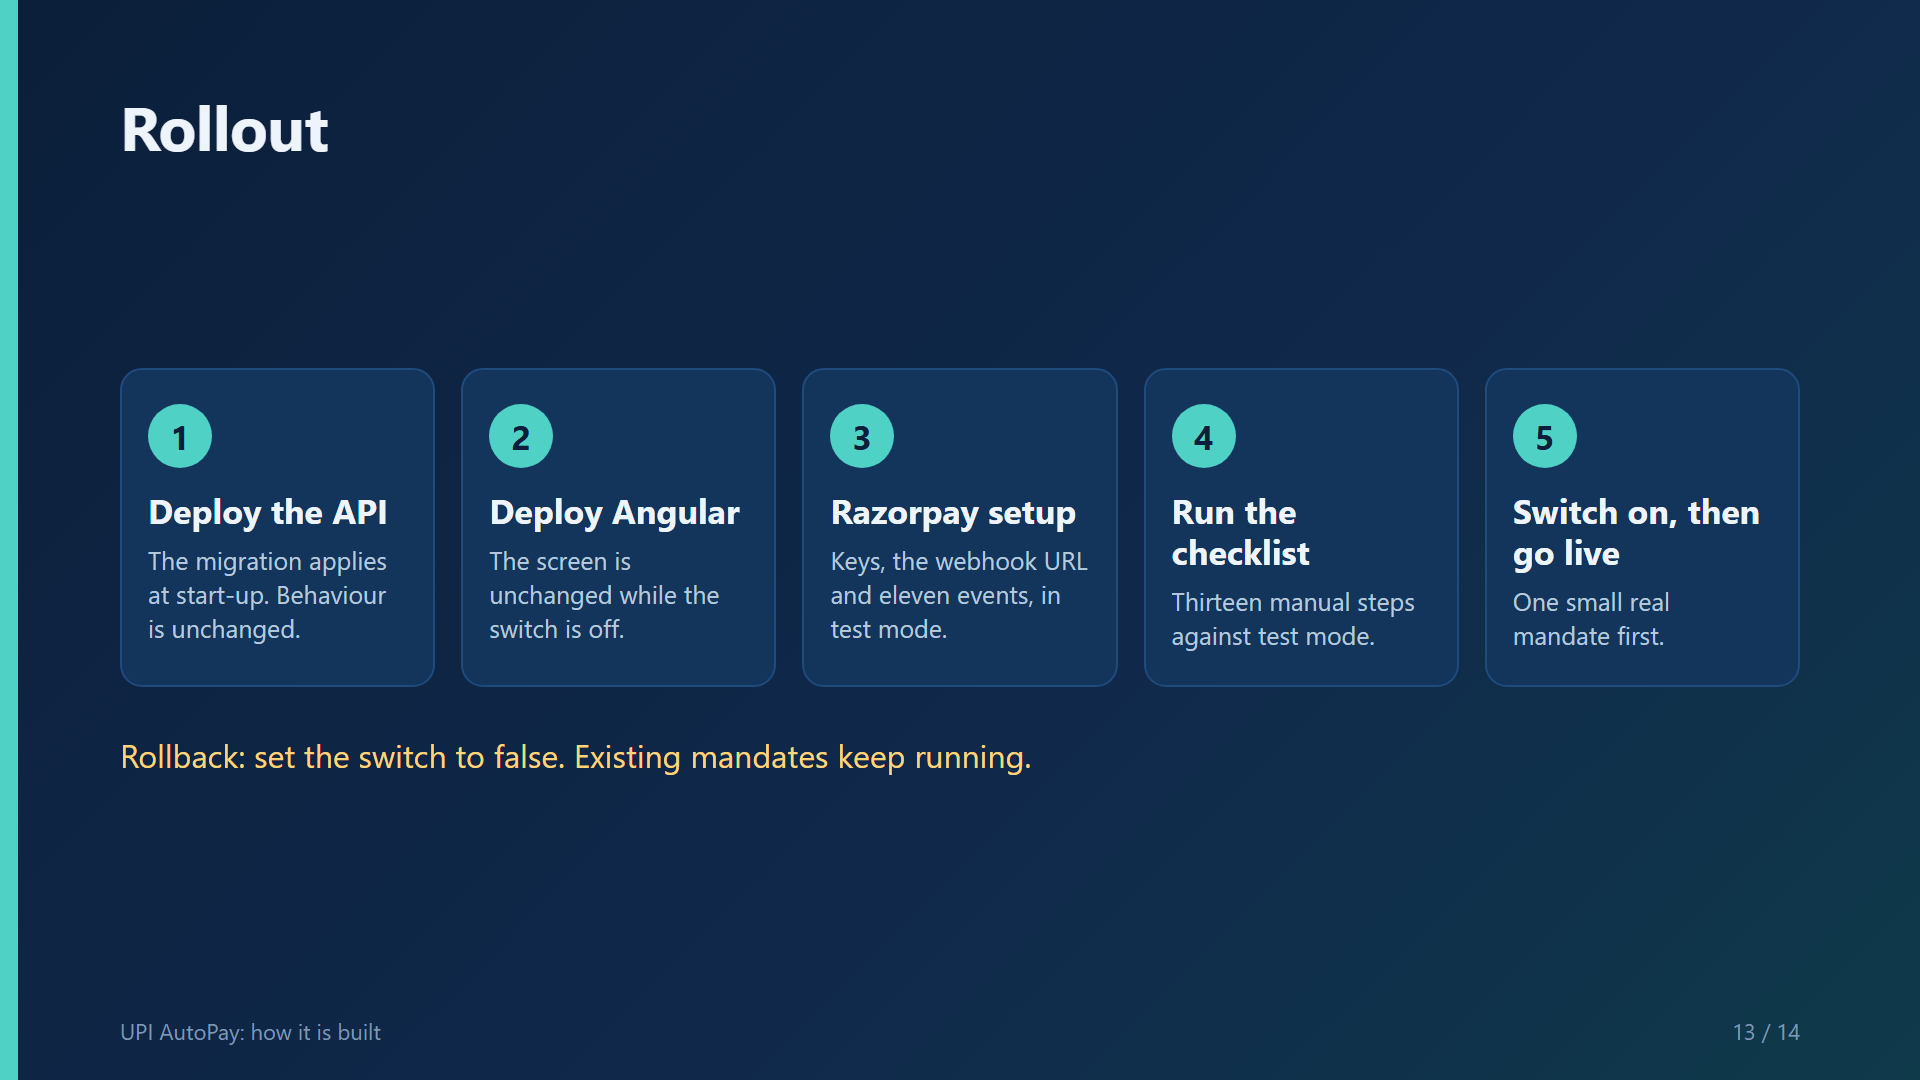 Rollout
1
Deploy the API
The migration applies
at start-up. Behaviour
is unchanged.
2
Deploy Angular
The screen is
unchanged while the
switch is off.
3
Razorpay setup
Keys, the webhook URL
and eleven events, in
test mode.
4
Run the
checklist
Thirteen manual steps
against test mode.
5
Switch on, then
go live
One small real
mandate first.
Rollback: set the switch to false. Existing mandates keep running.
UPI AutoPay: how it is built
13 / 14